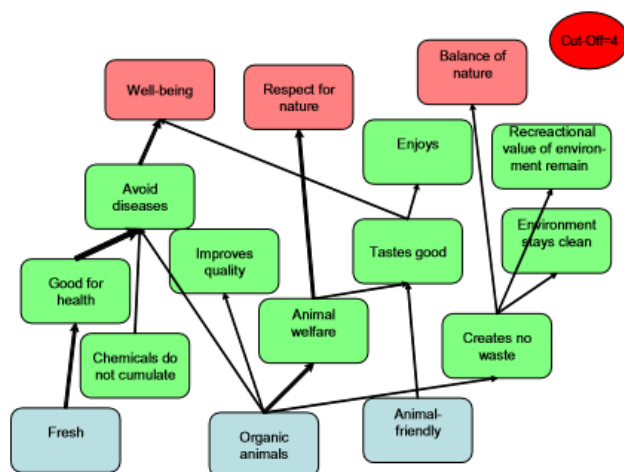 Cut-Off=4
Balance of
nature
Well-being
Respect for
nature
Enjoys
Recreactional
value of environ-
ment remain
Avoid
diseases
Improves
quality
Tastes good
Environment
stays clean
Good for
health
Animal
welfare
Creates no
waste
Chemicals do
not cumulate
Fresh
Organic
animals
Animal-
friendly